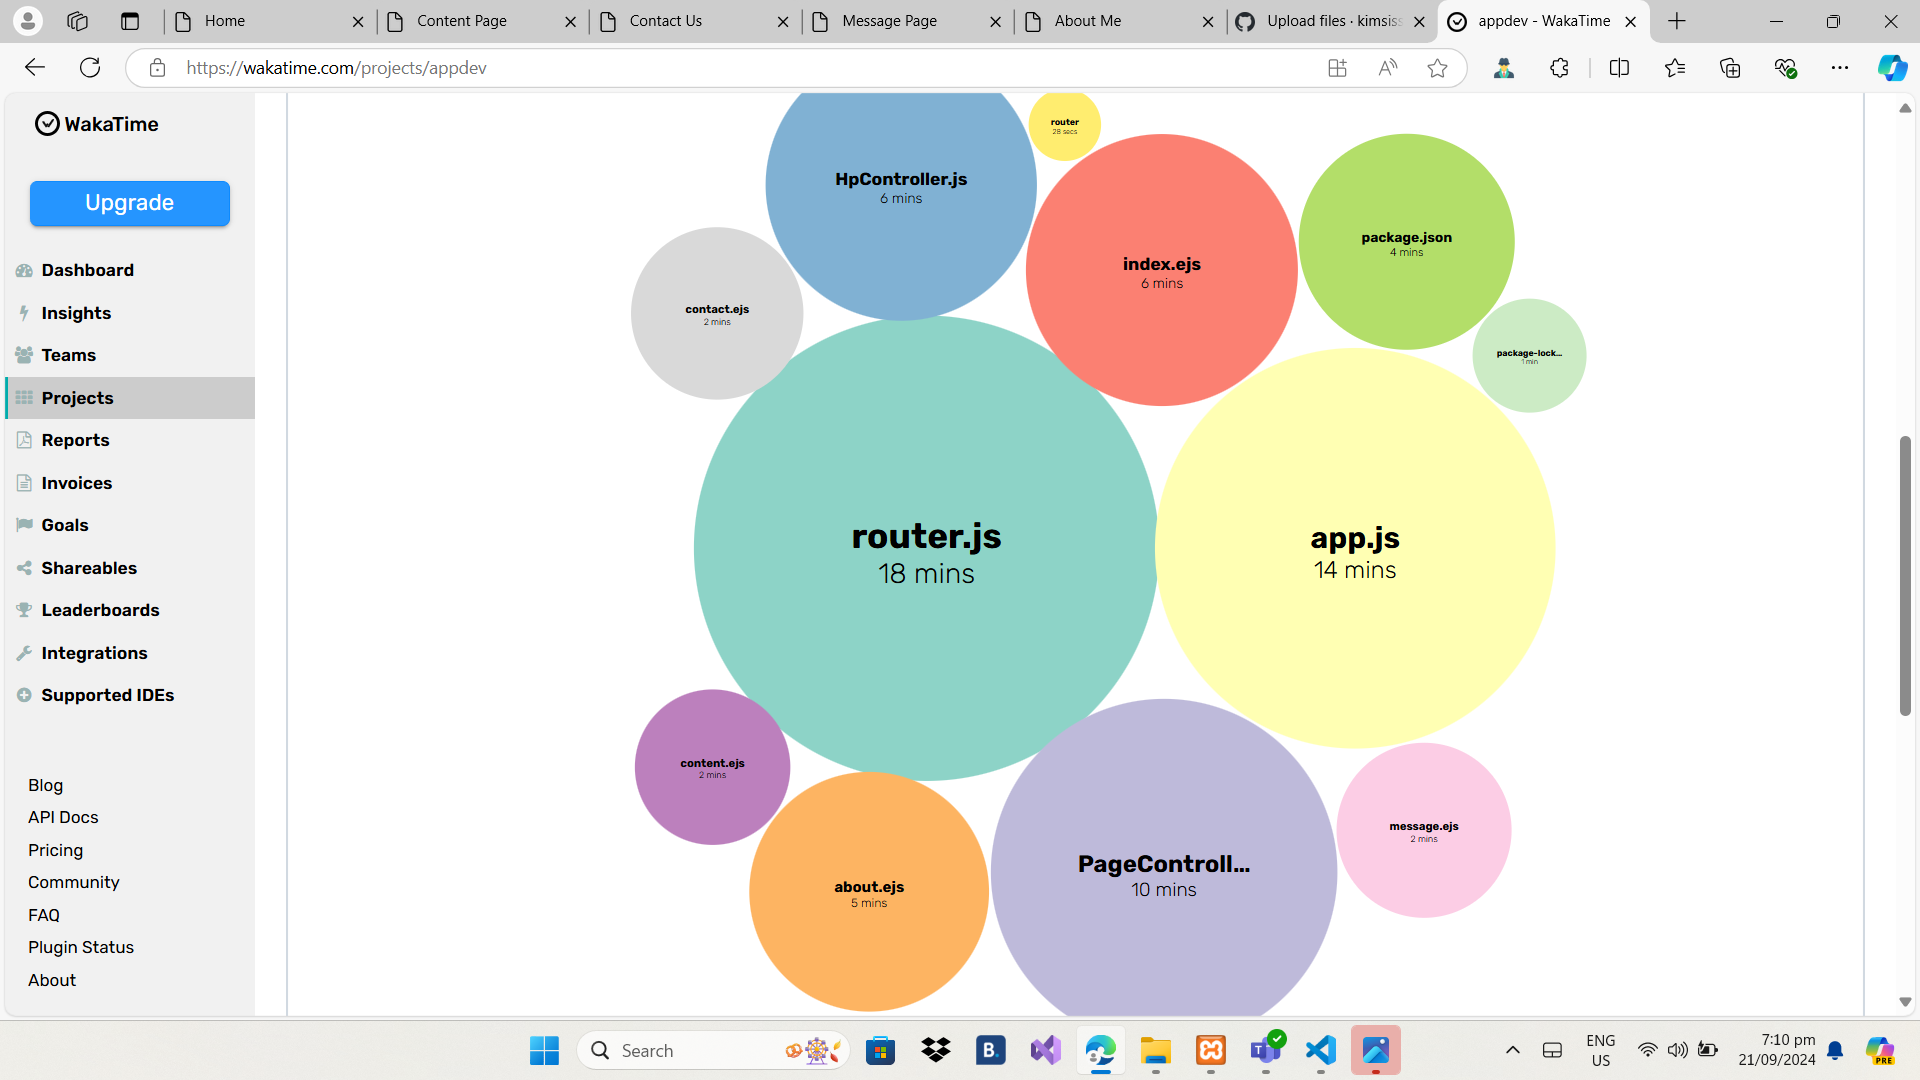 Home
Content Page
Contact Us
Message Page
About Me
Upload files · kimsiss
appdev - WakaTime
https://wakatime.com/projects/appdev
WakaTime
Upgrade
Dashboard
Insights
Teams
Projects
Reports
Invoices
Goals
Shareables
Leaderboards
Integrations
Supported IDEs
Blog
API Docs
Pricing
Community
FAQ
Plugin Status
About
router
28 secs
HpController.js
6 mins
index.ejs
6 mins
package.json
4 mins
contact.ejs
2 mins
package-lock...
1 min
router.js
18 mins
app.js
14 mins
content.ejs
2 mins
about.ejs
5 mins
PageControll...
10 mins
message.ejs
2 mins
Search
B.
ENG
US
7:10 pm
21/09/2024
PRE